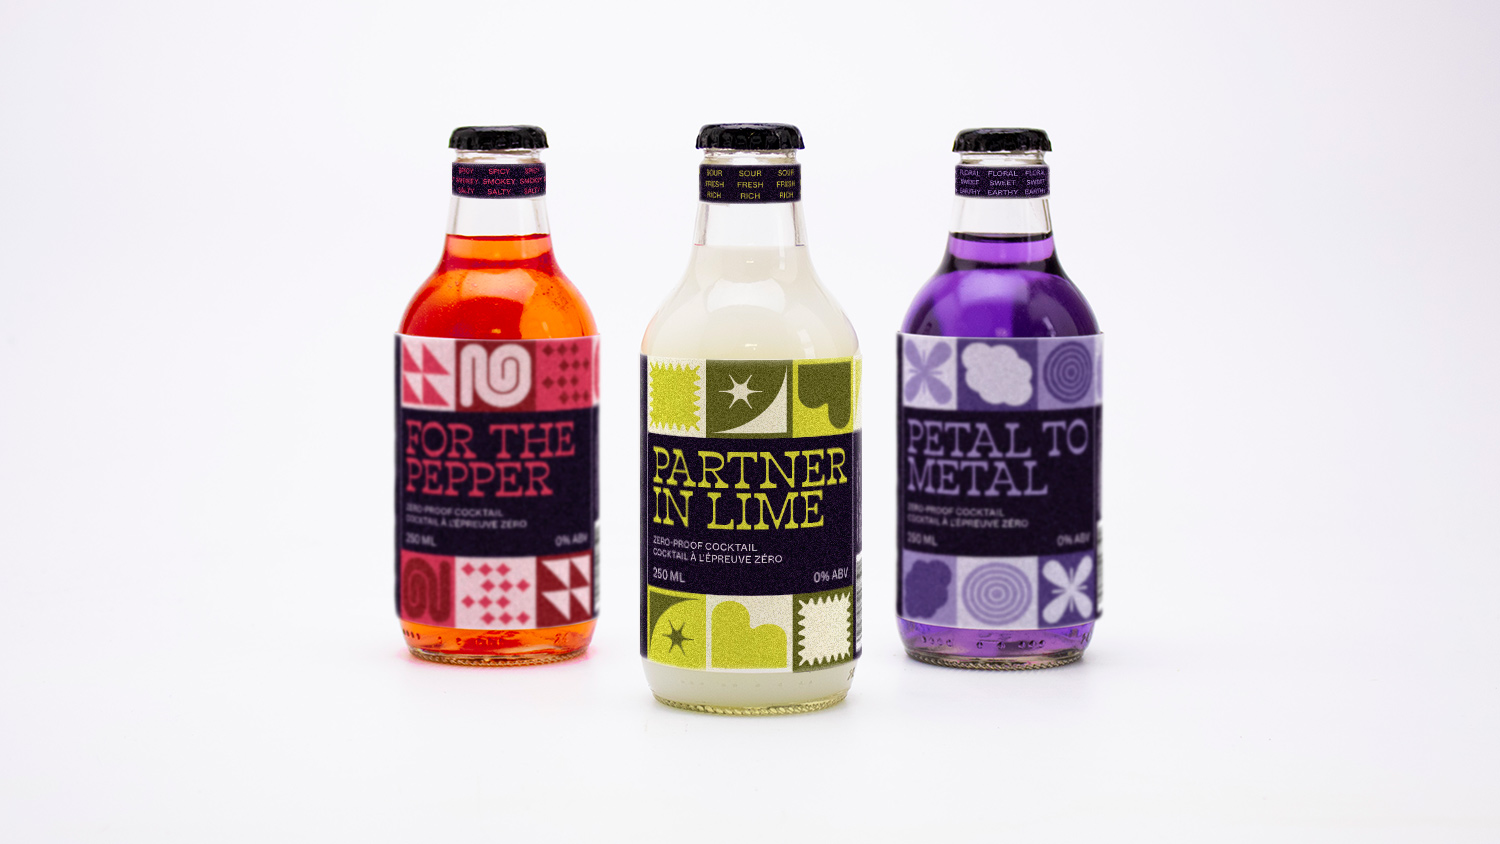 SPICY SPICY SPICY
SMOKEY SMOKEY SMOKEY
SALTY SALTY SALTY
FOR THE
PEPPER
ZERO-PROOF COCKTAIL
COCKTAIL À L'ÉPREUVE ZÉRO
250 ML 0% ABV
SOUR SOUR SOUR
FRESH FRESH FRESH
RICH RICH RICH
PARTNER
IN LIME
ZERO-PROOF COCKTAIL
COCKTAIL À L'ÉPREUVE ZÉRO
250 ML 0% ABV
FLORAL FLORAL FLORAL
SWEET SWEET SWEET
EARTHY EARTHY EARTHY
PETAL TO
METAL
ZERO-PROOF COCKTAIL
COCKTAIL À L'ÉPREUVE ZÉRO
250 ML 0% ABV